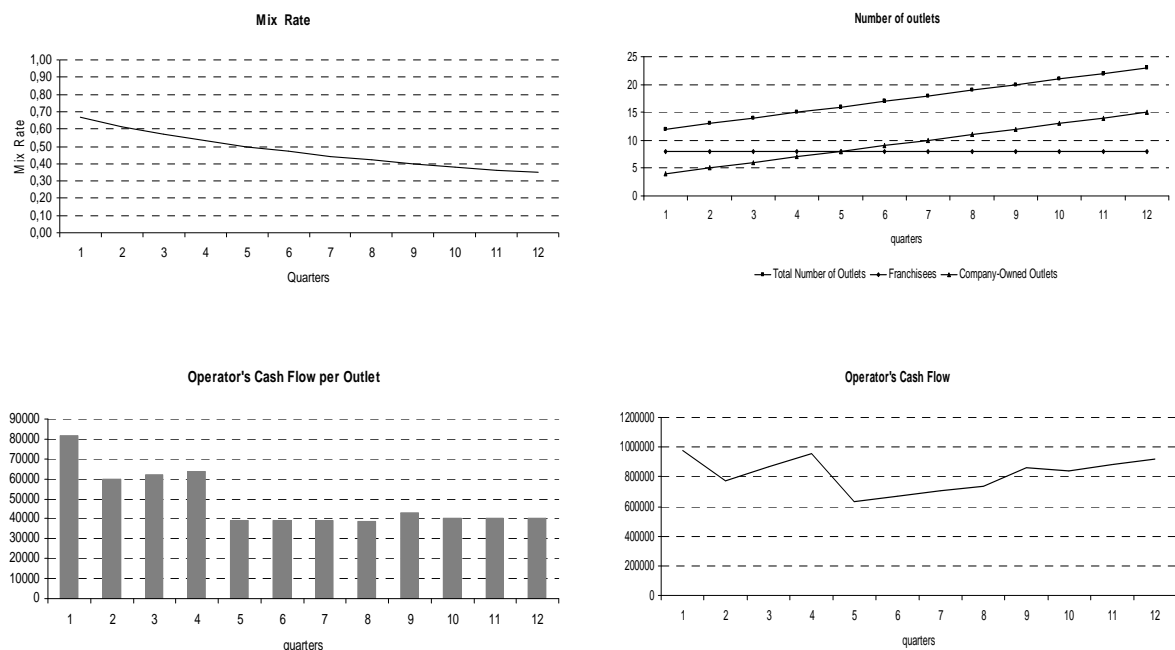 Mix Rate
1,00
0,90
0,80
0,70
0,60
0,50
0,40
0,30
0,20
0,10
0,00
Mix Rate
1 2 3 4 5 6 7 8 9 10 11 12
Quarters
Number of outlets
25
20
15
10
5
0
1 2 3 4 5 6 7 8 9 10 11 12
quarters
Total Number of Outlets Franchisees Company-Owned Outlets
Operator's Cash Flow per Outlet
90000
80000
70000
60000
50000
40000
30000
20000
10000
0
1 2 3 4 5 6 7 8 9 10 11 12
quarters
Operator's Cash Flow
1200000
1000000
800000
600000
400000
200000
0
1 2 3 4 5 6 7 8 9 10 11 12
quarters